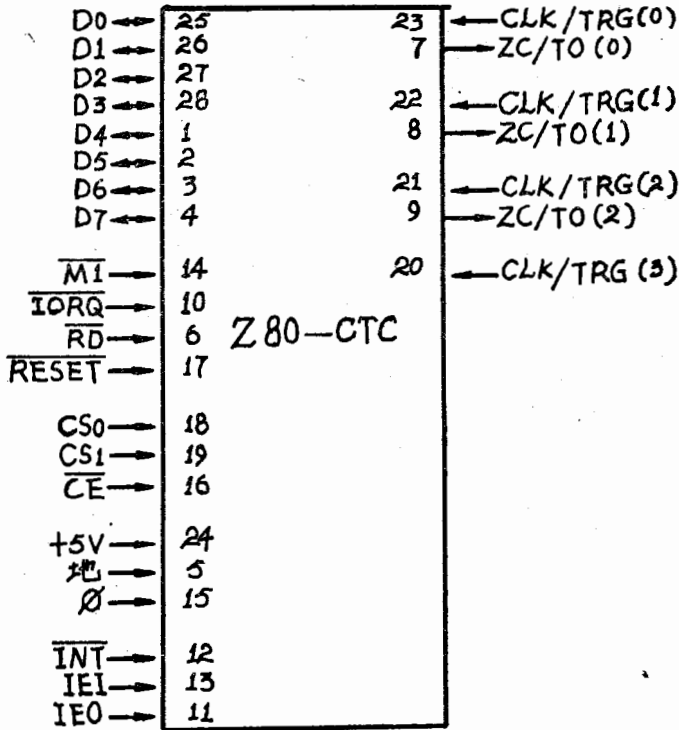 D0 25 23 CLK/TRG(0)
D1 26 7 ZC/TO(0)
D2 27
D3 28 22 CLK/TRG(1)
D4 1 8 ZC/TO(1)
D5 2
D6 3 21 CLK/TRG(2)
D7 4 9 ZC/TO(2)
M1 14 20 CLK/TRG(3)
IORQ 10
RD 6 Z80—CTC
RESET 17
CS0 18
CS1 19
CE 16
+5V 24
地 5
Ø 15
INT 12
IEI 13
IEO 11